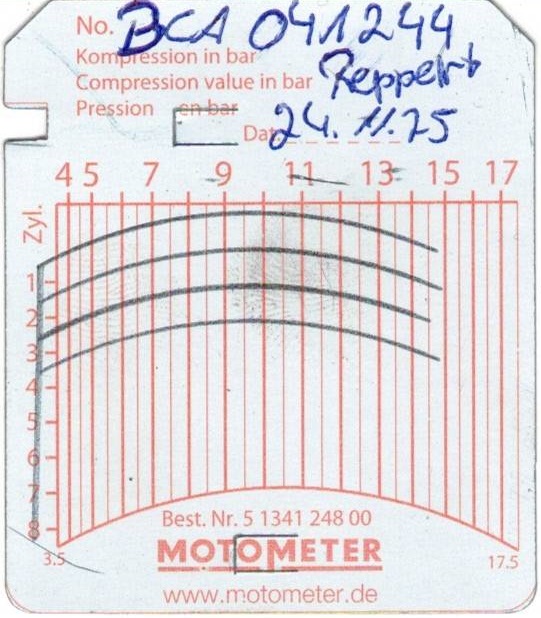 No. BCA 041244
Kompression in bar
Compression value in bar
Reppelrt
Pression en bar
Dat 24.11.25
4 5 7 9 11 13 15 17
Zyl.
1
2
3
4
5
6
7
8
3.5
17.5
Best. Nr. 5 1341 248 00
MOTOMETER
www.motometer.de